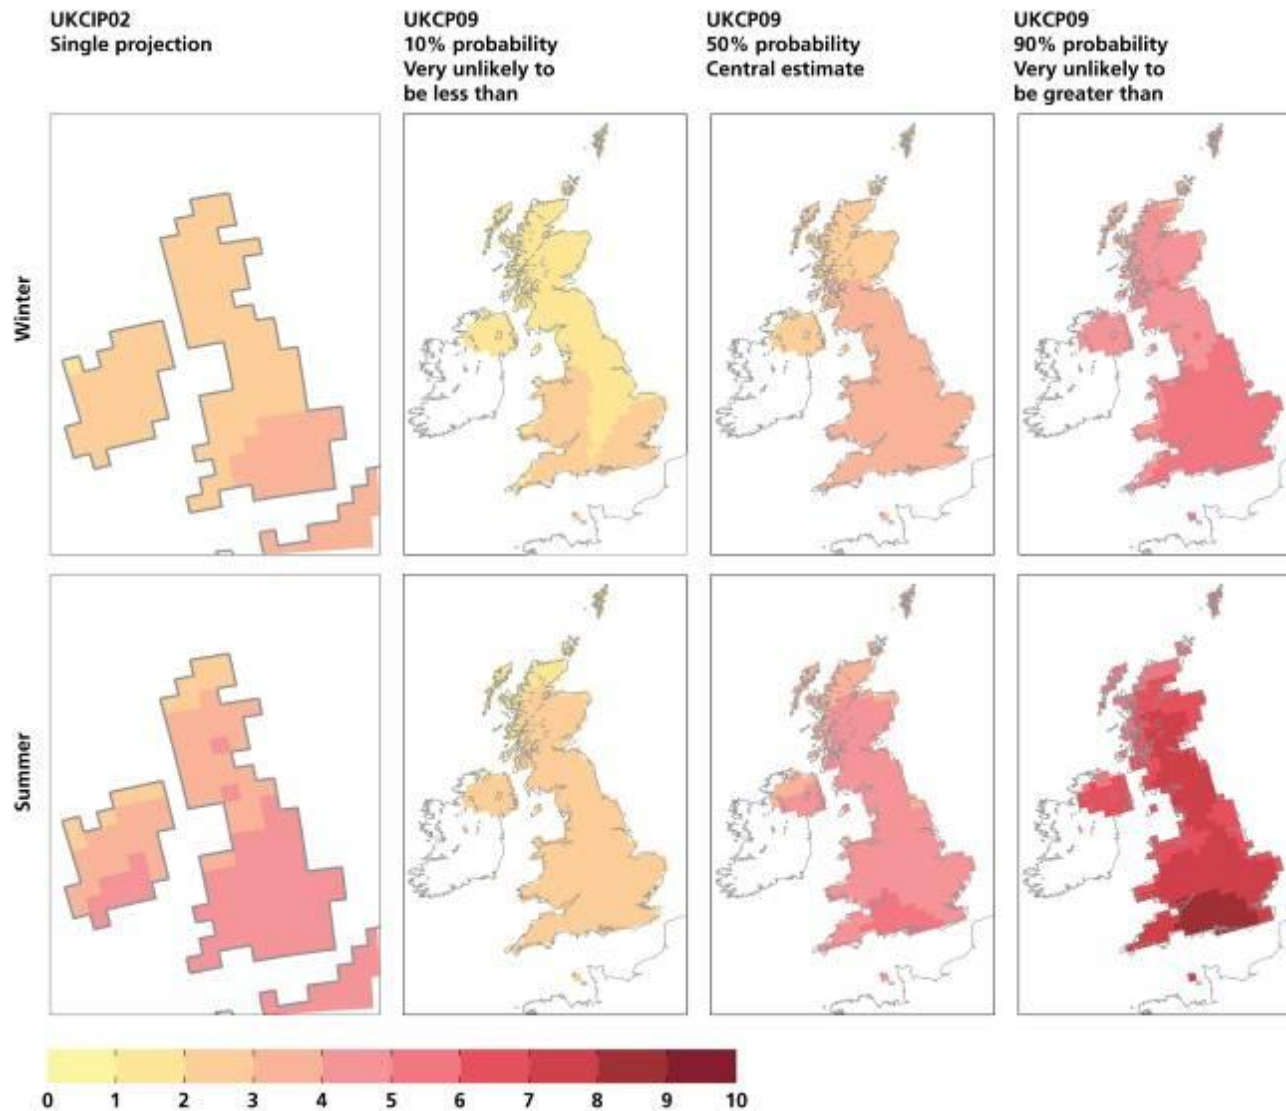 UKCIP02
Single projection
UKCP09
10% probability
Very unlikely to
be less than
UKCP09
50% probability
Central estimate
UKCP09
90% probability
Very unlikely to
be greater than
Winter
Summer
0 1 2 3 4 5 6 7 8 9 10